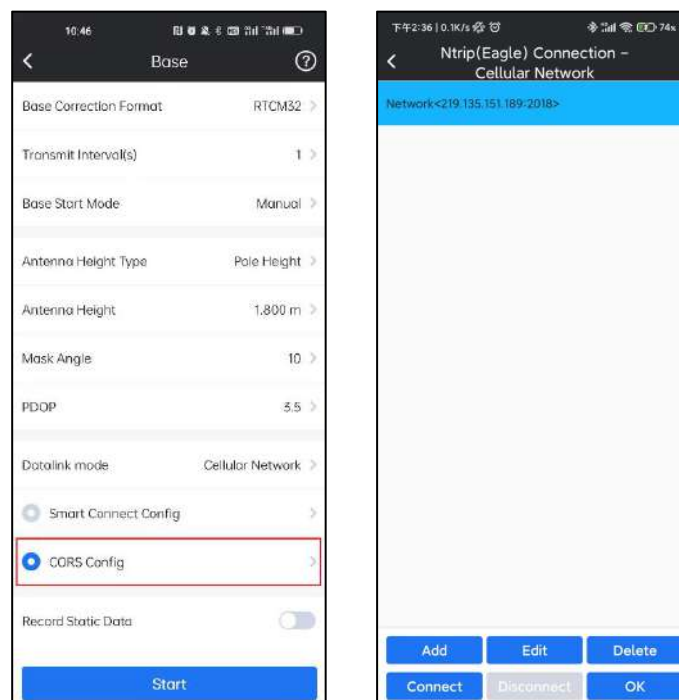 10:46
Base
Base Correction Format RTCM32
Transmit Interval(s) 1
Base Start Mode Manual
Antenna Height Type Pole Height
Antenna Height 1.800 m
Mask Angle 10
PDOP 3.5
Datalink mode Cellular Network
Smart Connect Config
CORS Config
Record Static Data
Start
下午2:36 | 0.1K/s 74%
Ntrip(Eagle) Connection –
Cellular Network
Network<219.135.151.189:2018>
Add Edit Delete
Connect Disconnect OK